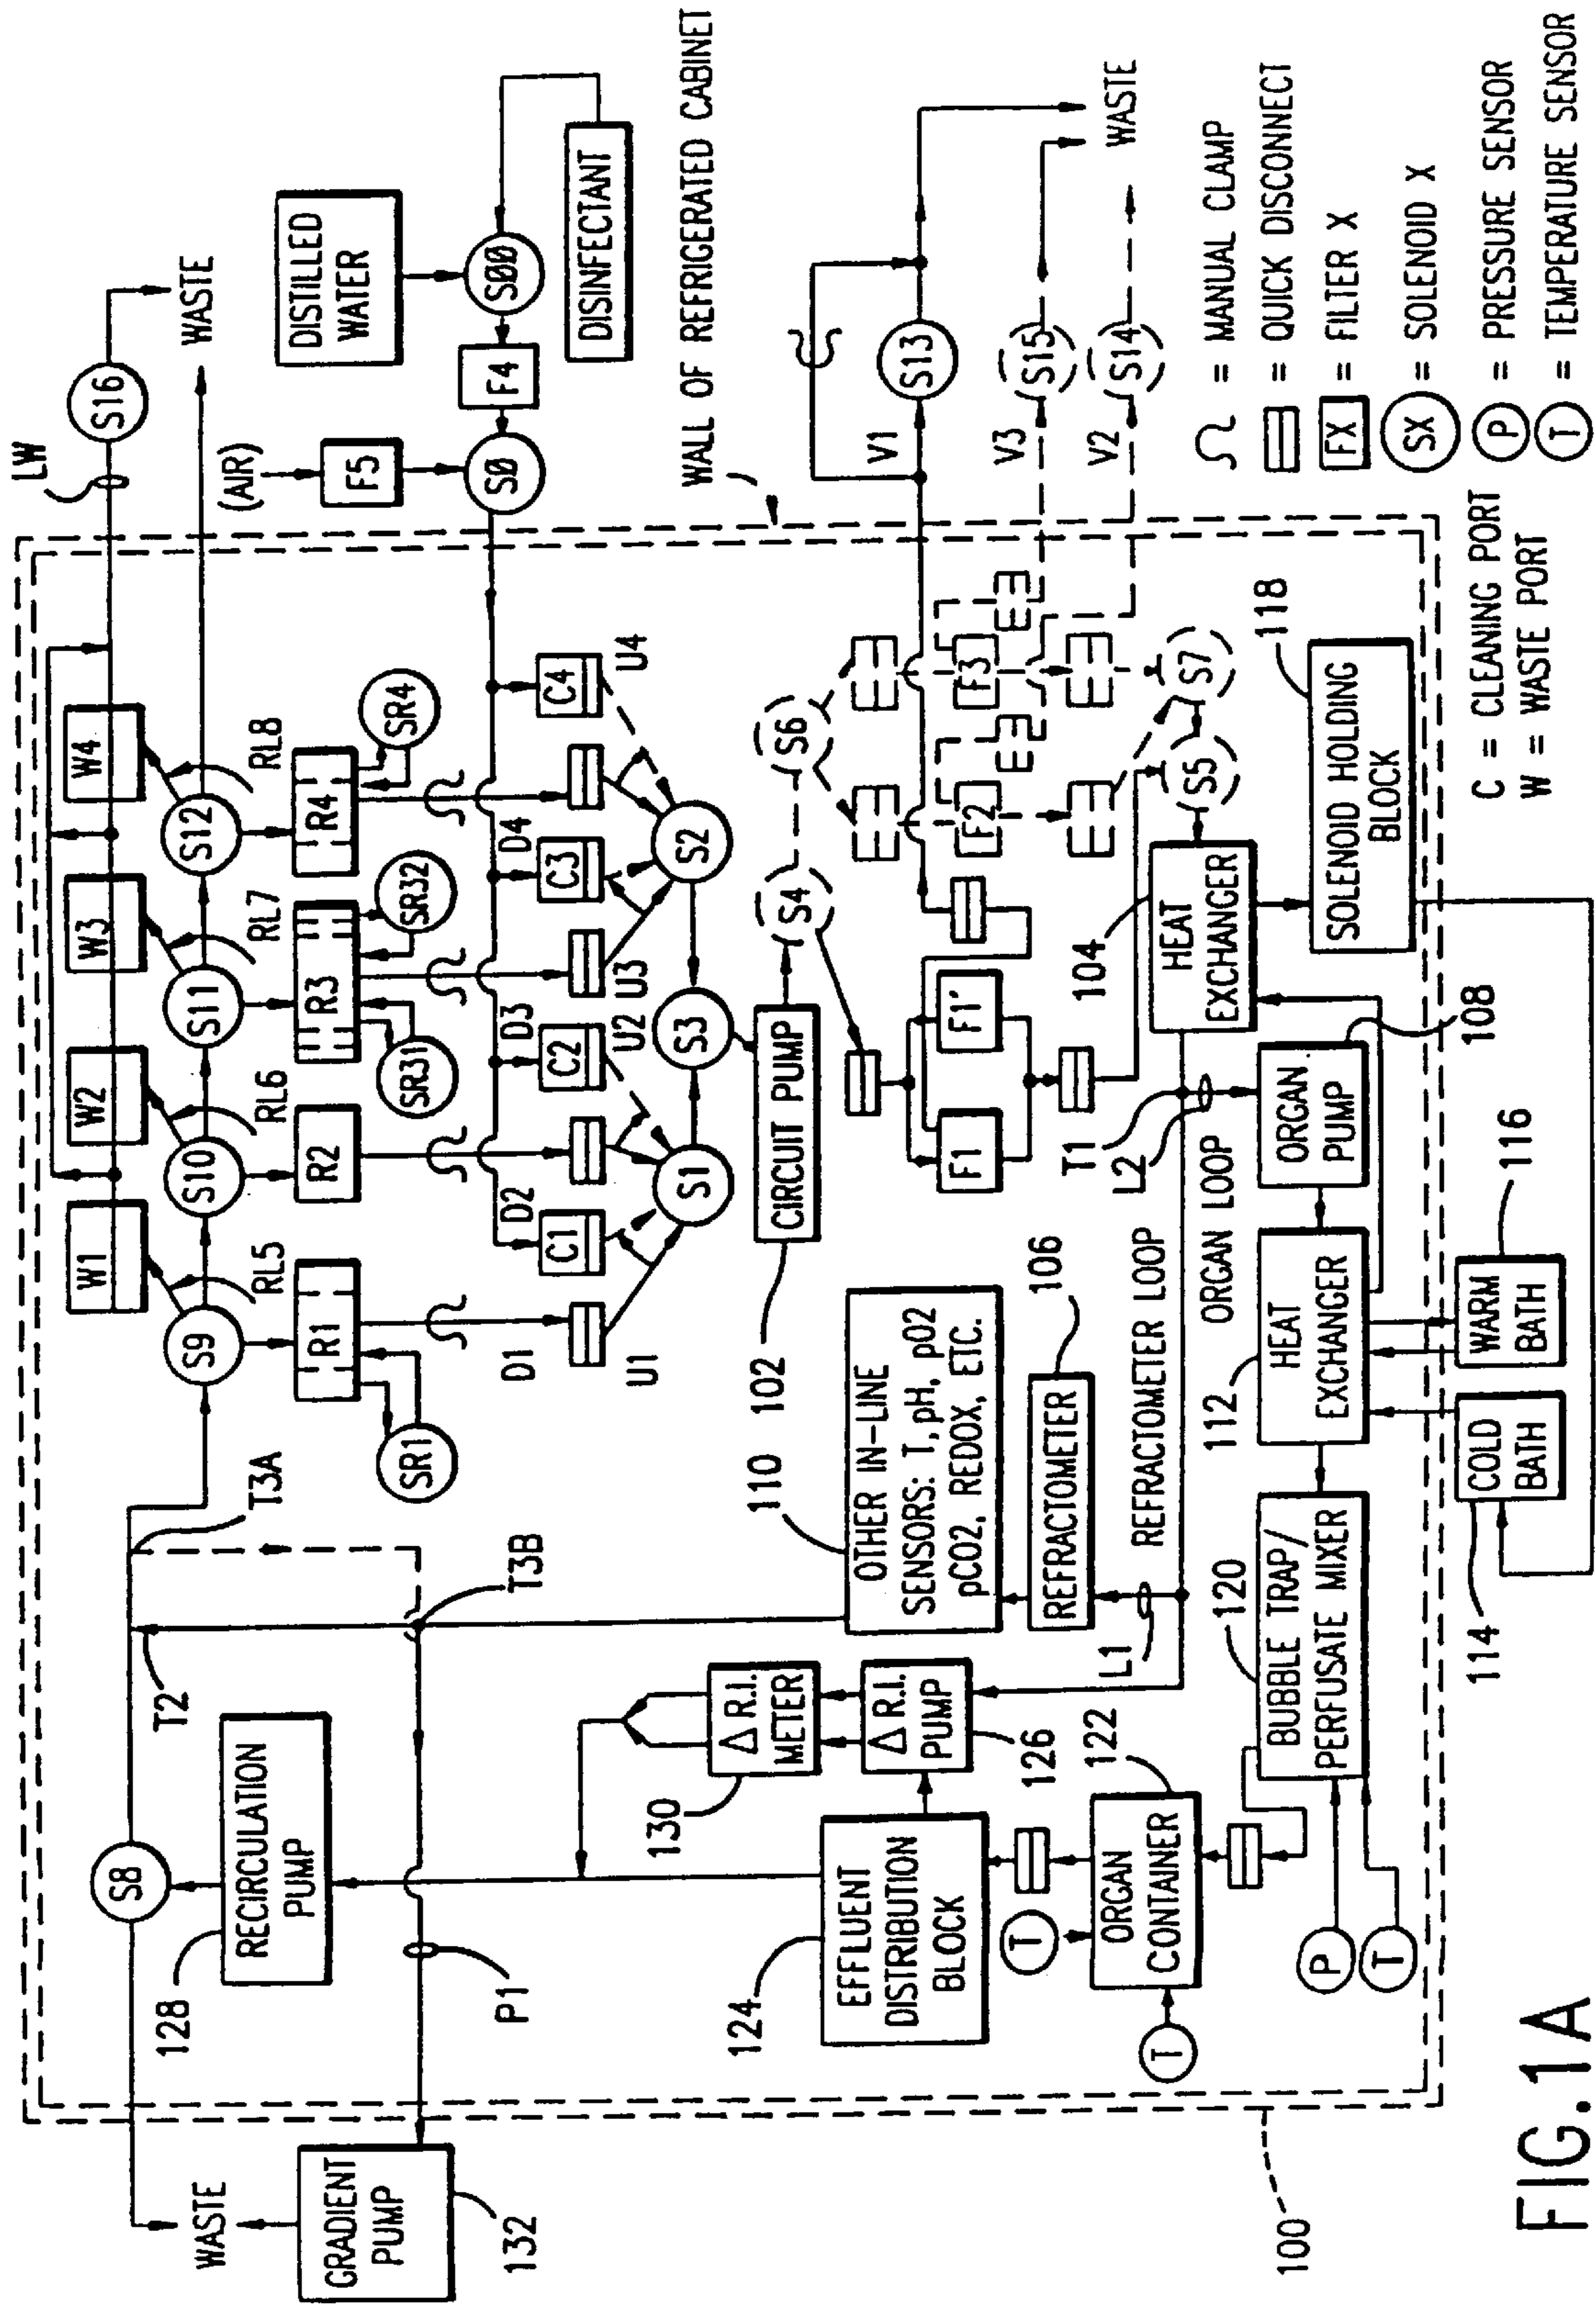 LW
S16
WASTE
(AIR)
F5
SØ
F4
SØØ
DISTILLED
WATER
DISINFECTANT
WALL OF REFRIGERATED CABINET
W1
W2
W3
W4
S8
S9
S10
S11
S12
T2
T3A
T3B
RL5
RL6
RL7
RL8
R1
R2
R3
R4
SR1
SR31
SR32
SR4
D1
D2
D3
D4
C1
C2
C3
C4
U1
U2
U3
U4
S1
S2
S3
WASTE
GRADIENT
PUMP
132
RECIRCULATION
PUMP
128
P1
CIRCUIT PUMP
102
S4
S6
F1
F1'
F2
F3
S5
S7
V1
S13
V3
S15
V2
S14
WASTE
130
Δ R.I.
METER
Δ R.I.
PUMP
126
110
OTHER IN-LINE
SENSORS: T,pH, pO2
pCO2, REDOX, ETC.
REFRACTOMETER
106
L1
REFRACTOMETER LOOP
T1
L2
ORGAN LOOP
124
EFFLUENT
DISTRIBUTION
BLOCK
T
T
ORGAN
CONTAINER
122
P
T
120
BUBBLE TRAP/
PERFUSATE MIXER
112
HEAT
EXCHANGER
ORGAN
PUMP
108
104
HEAT
EXCHANGER
118
SOLENOID HOLDING
BLOCK
114
COLD
BATH
WARM
BATH
116
100
= MANUAL CLAMP
= QUICK DISCONNECT
FX = FILTER X
SX = SOLENOID X
P = PRESSURE SENSOR
T = TEMPERATURE SENSOR
C = CLEANING PORT
W = WASTE PORT
FIG.1A